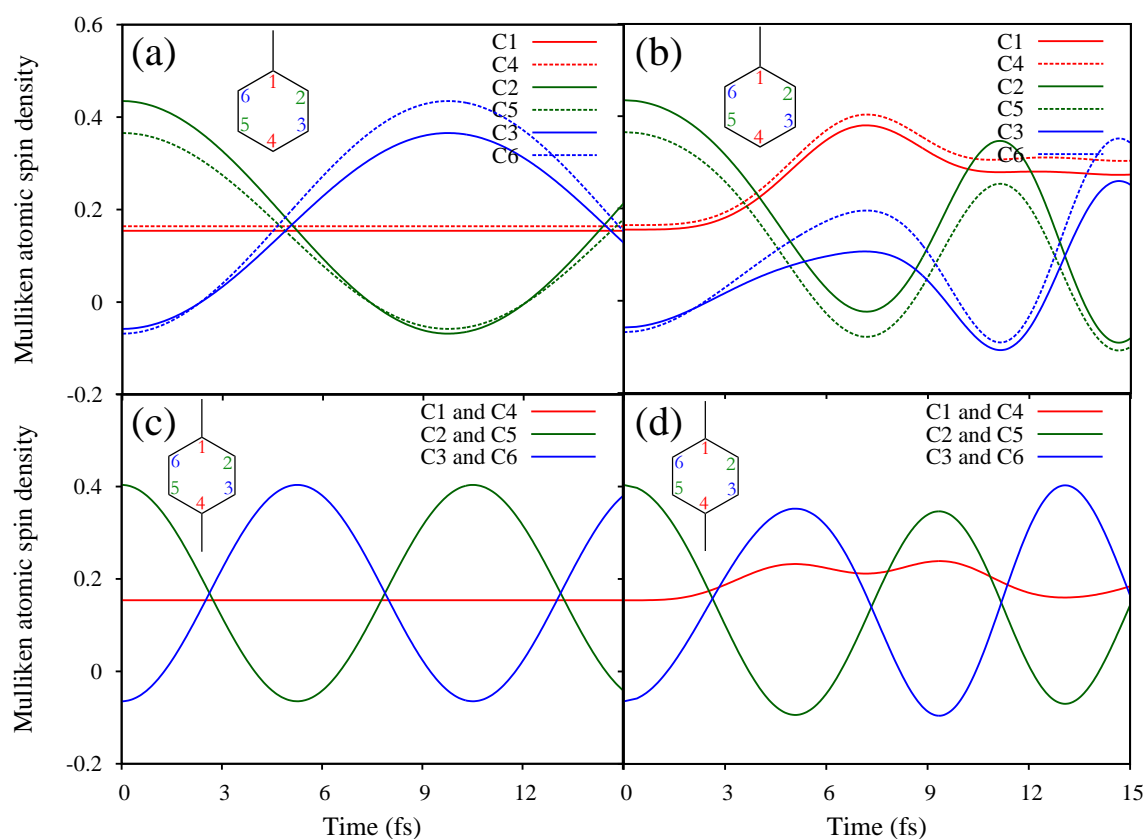 Mulliken atomic spin density
0.6
0.4
0.2
0
-0.2
(a)
1
6 2
5 3
4
C1
C4
C2
C5
C3
C6
(b)
1
6 2
5 3
4
C1
C4
C2
C5
C3
C6
Mulliken atomic spin density
0.4
0.2
0
-0.2
(c)
1
6 2
5 3
4
C1 and C4
C2 and C5
C3 and C6
(d)
1
6 2
5 3
4
C1 and C4
C2 and C5
C3 and C6
0 3 6 9 12
0 3 6 9 12 15
Time (fs)
Time (fs)